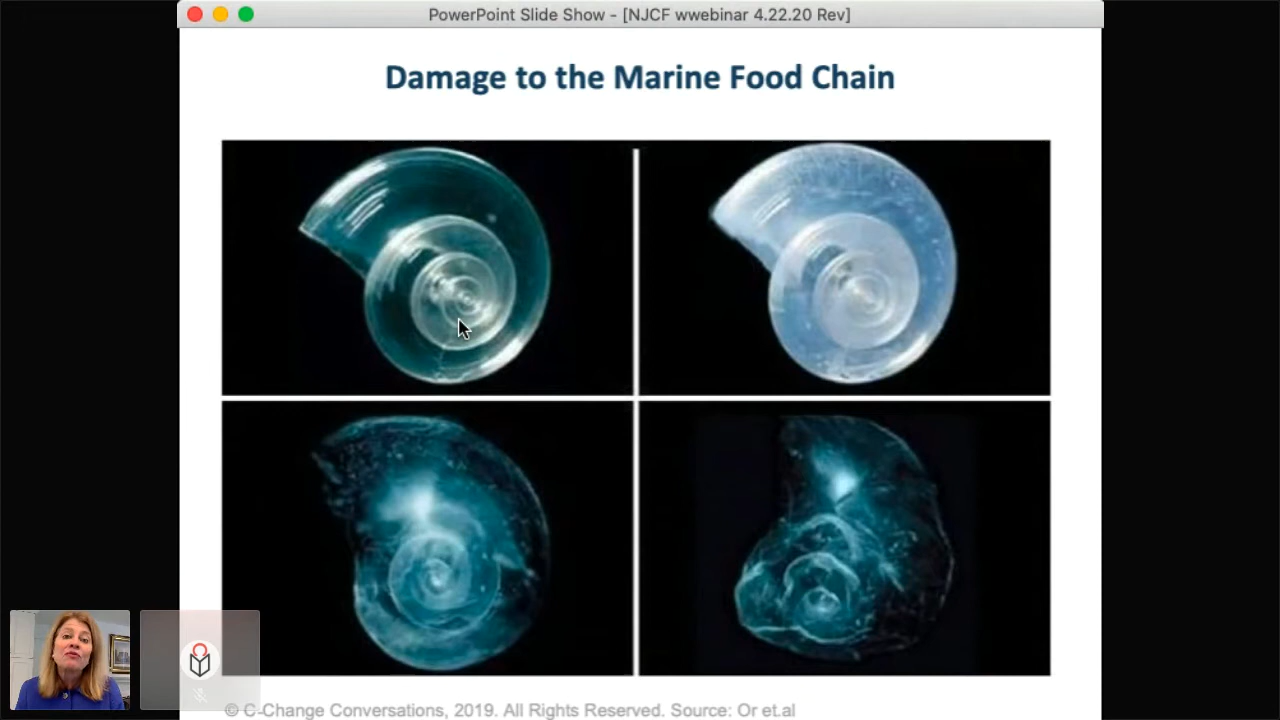 PowerPoint Slide Show - [NJCF wwebinar 4.22.20 Rev]
Damage to the Marine Food Chain
© C-Change Conversations, 2019. All Rights Reserved. Source: Or et.al